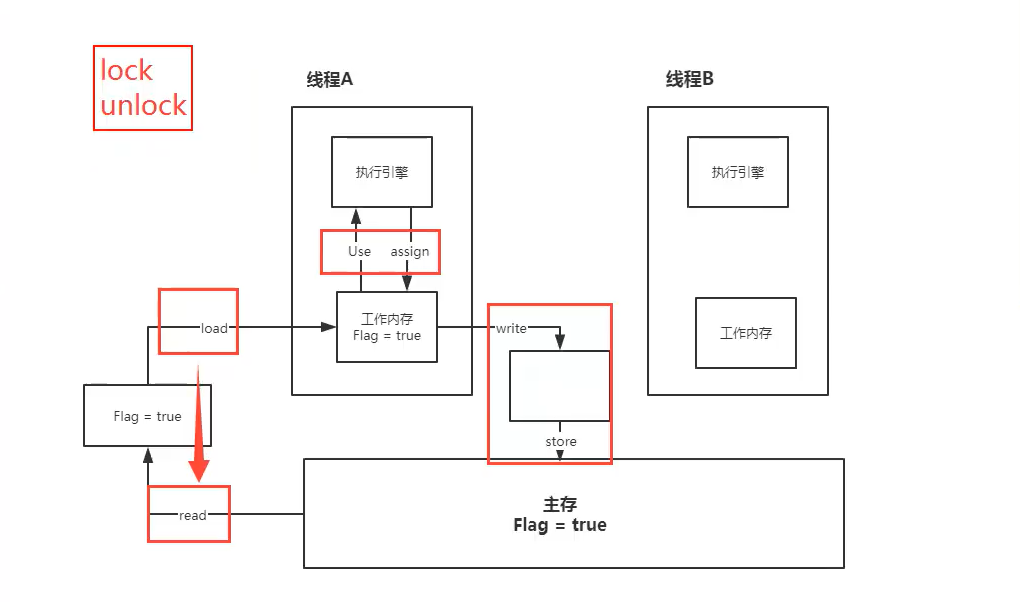 lock
unlock
线程A
线程B
执行引擎
执行引擎
Use
assign
工作内存
Flag = true
工作内存
load
write
Flag = true
store
read
主存
Flag = true